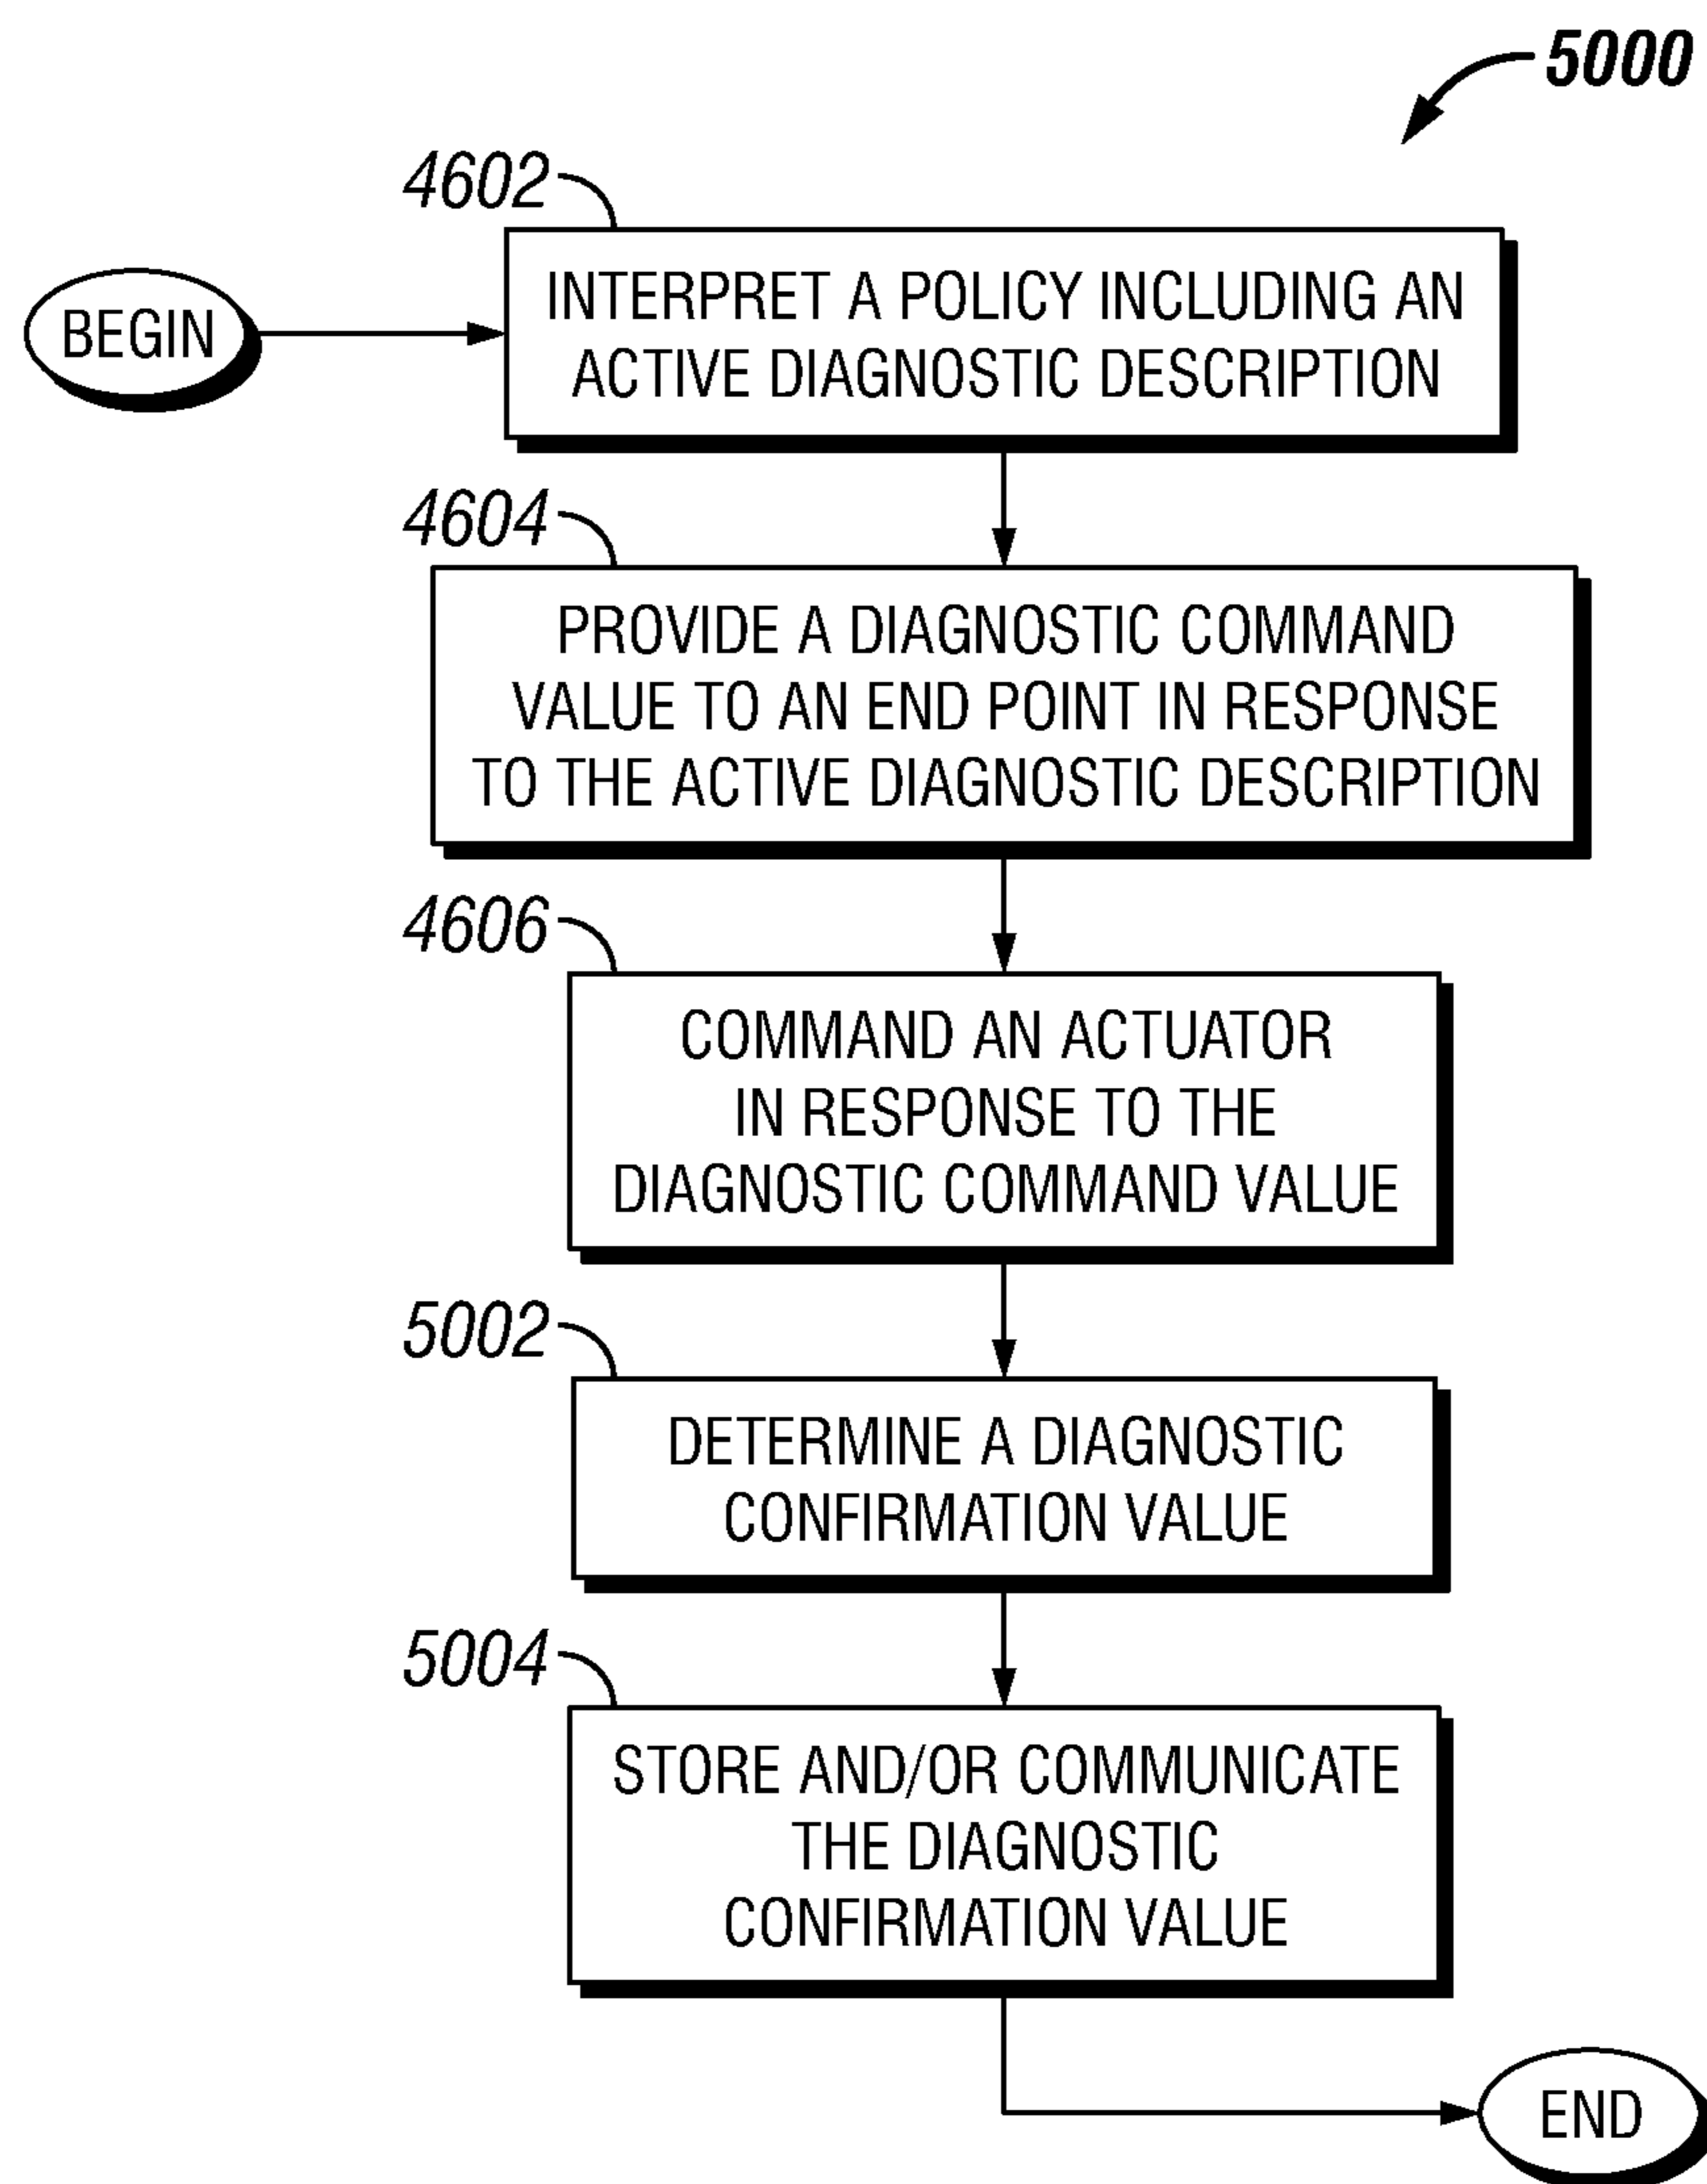 5000
4602
BEGIN
INTERPRET A POLICY INCLUDING AN
ACTIVE DIAGNOSTIC DESCRIPTION
4604
PROVIDE A DIAGNOSTIC COMMAND
VALUE TO AN END POINT IN RESPONSE
TO THE ACTIVE DIAGNOSTIC DESCRIPTION
4606
COMMAND AN ACTUATOR
IN RESPONSE TO THE
DIAGNOSTIC COMMAND VALUE
5002
DETERMINE A DIAGNOSTIC
CONFIRMATION VALUE
5004
STORE AND/OR COMMUNICATE
THE DIAGNOSTIC
CONFIRMATION VALUE
END